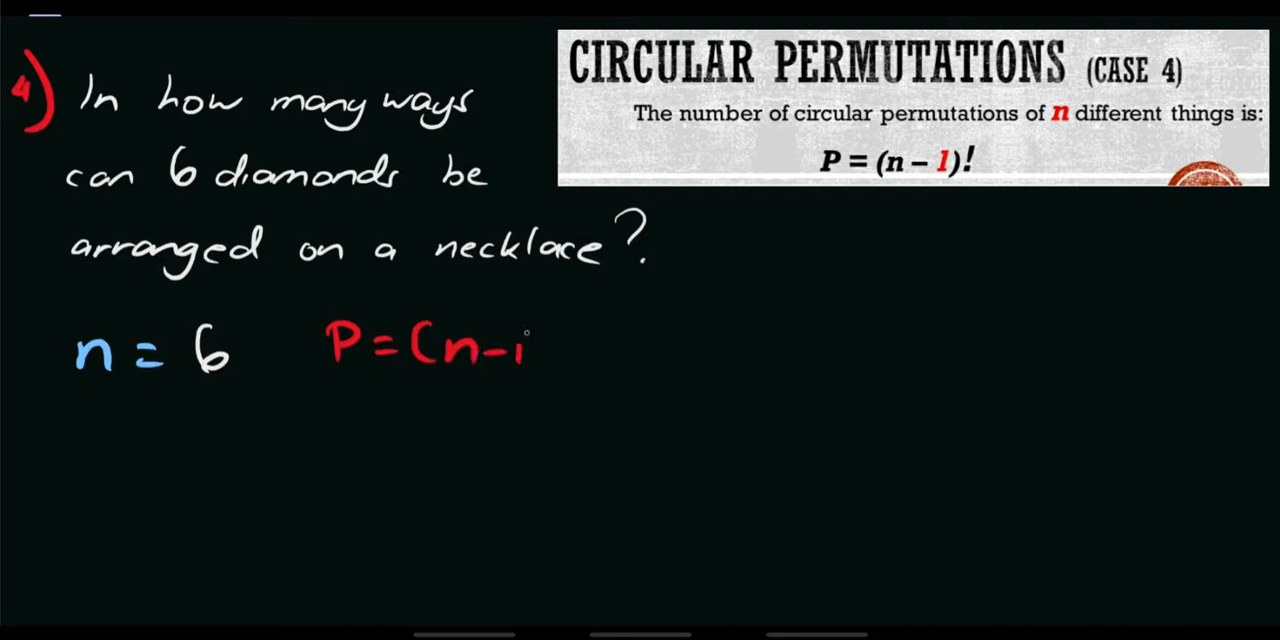 4) In how many ways
can 6 diamonds be
arranged on a necklace?
n = 6 P = (n - 1
CIRCULAR PERMUTATIONS (CASE 4)
The number of circular permutations of n different things is:
P = (n – 1)!